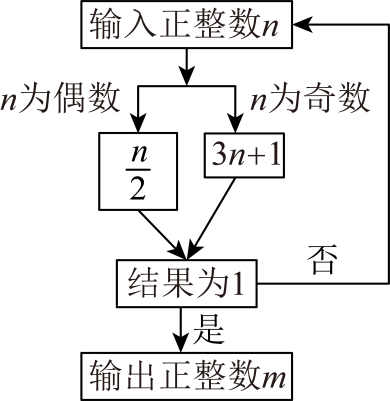 输入正整数n
n为偶数
n为奇数
n/2
3n+1
结果为1
否
是
输出正整数m